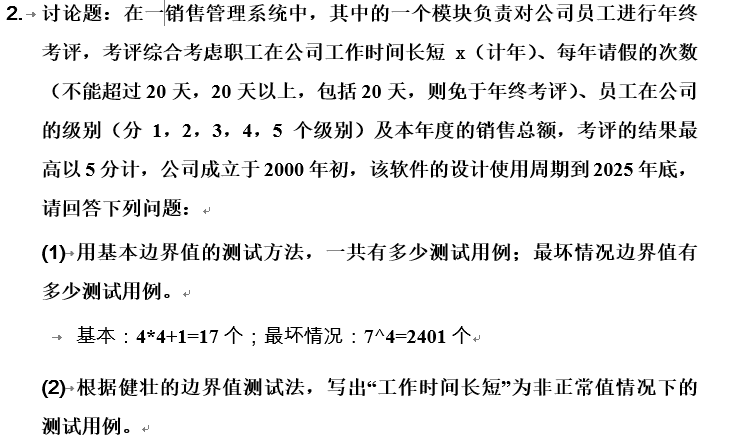 2.→讨论题：在一销售管理系统中，其中的一个模块负责对公司员工进行年终
考评，考评综合考虑职工在公司工作时间长短 x（计年）、每年请假的次数
（不能超过 20 天，20 天以上，包括 20 天，则免于年终考评）、员工在公司
的级别（分 1，2，3，4，5 个级别）及本年度的销售总额，考评的结果最
高以 5 分计，公司成立于 2000 年初，该软件的设计使用周期到 2025 年底，
请回答下列问题：
(1)→用基本边界值的测试方法，一共有多少测试用例；最坏情况边界值有
多少测试用例。
→ 基本：4*4+1=17 个；最坏情况：7^4=2401 个
(2)→根据健壮的边界值测试法，写出“工作时间长短”为非正常值情况下的
测试用例。